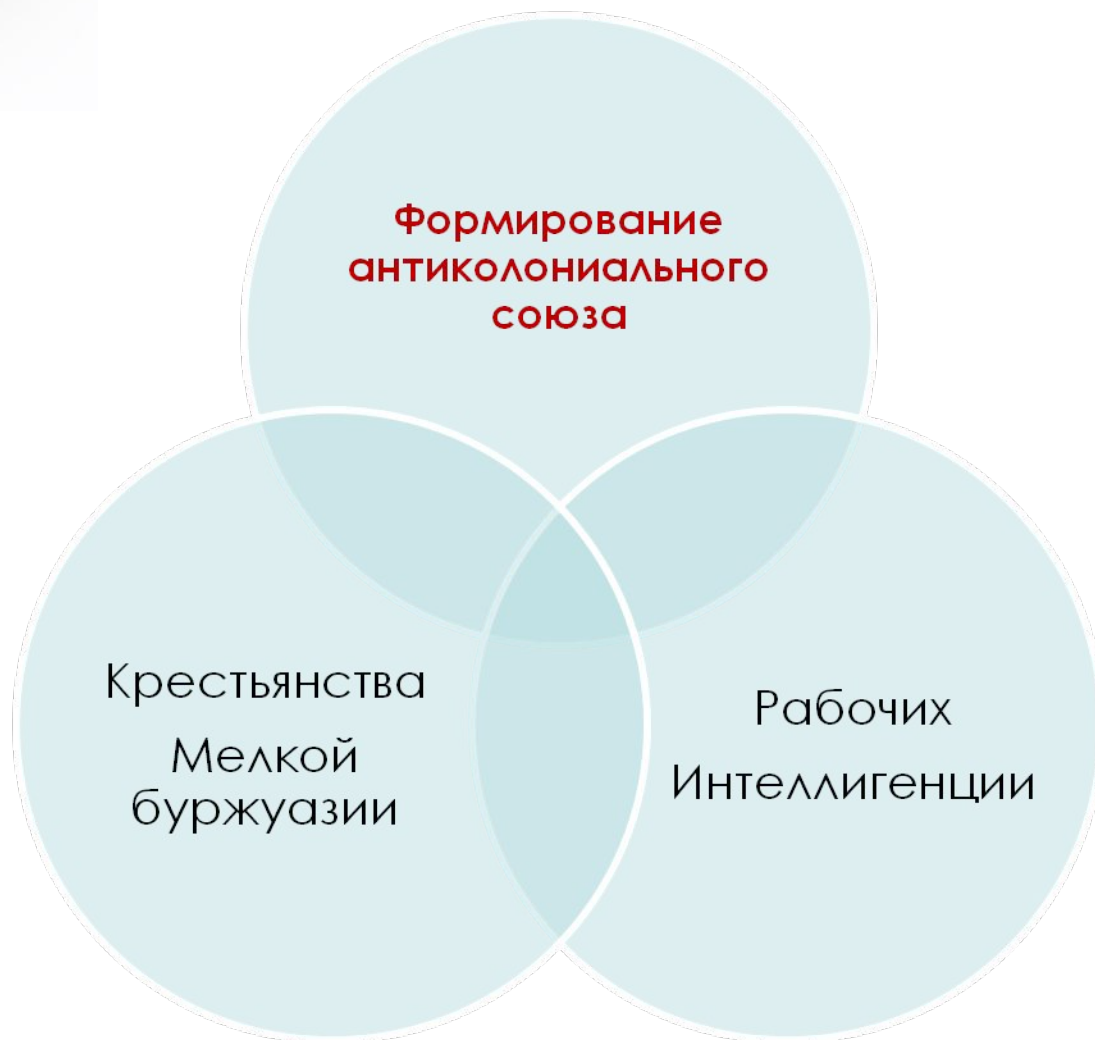 Формирование
антиколониального
союза
Крестьянства
Мелкой
буржуазии
Рабочих
Интеллигенции